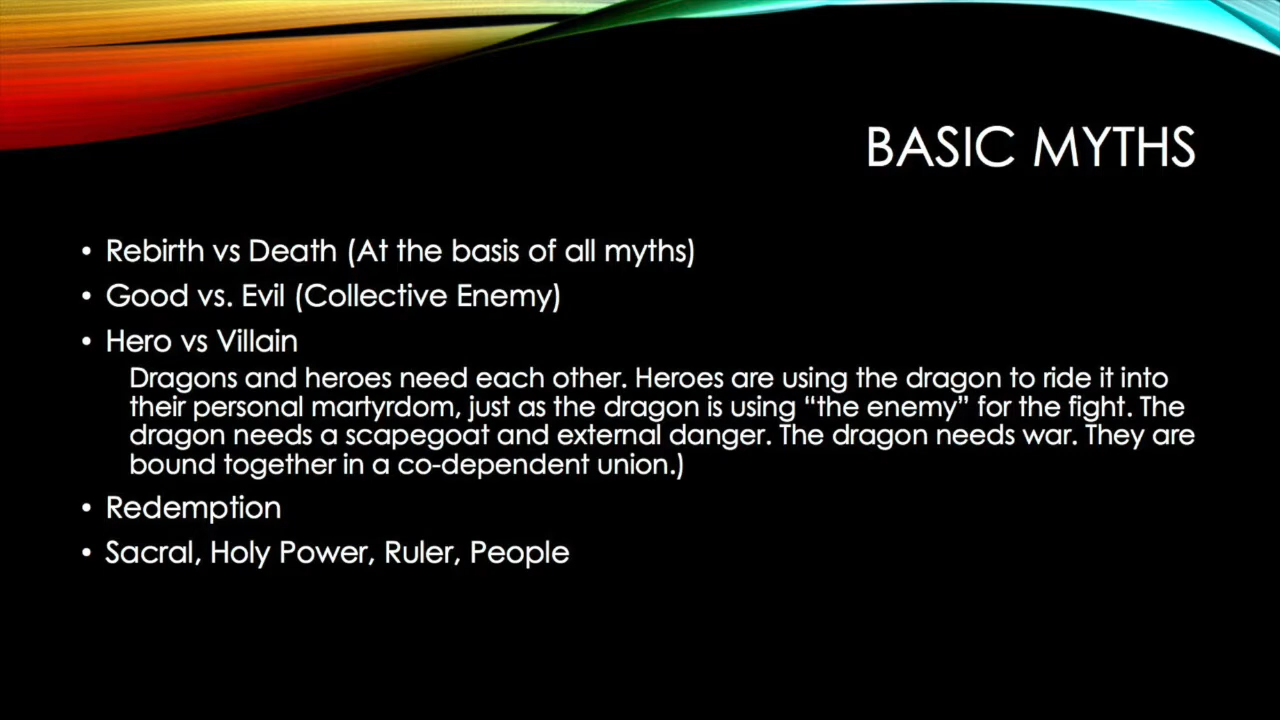 BASIC MYTHS
• Rebirth vs Death (At the basis of all myths)
• Good vs. Evil (Collective Enemy)
• Hero vs Villain
Dragons and heroes need each other. Heroes are using the dragon to ride it into
their personal martyrdom, just as the dragon is using “the enemy” for the fight. The
dragon needs a scapegoat and external danger. The dragon needs war. They are
bound together in a co-dependent union.)
• Redemption
• Sacral, Holy Power, Ruler, People